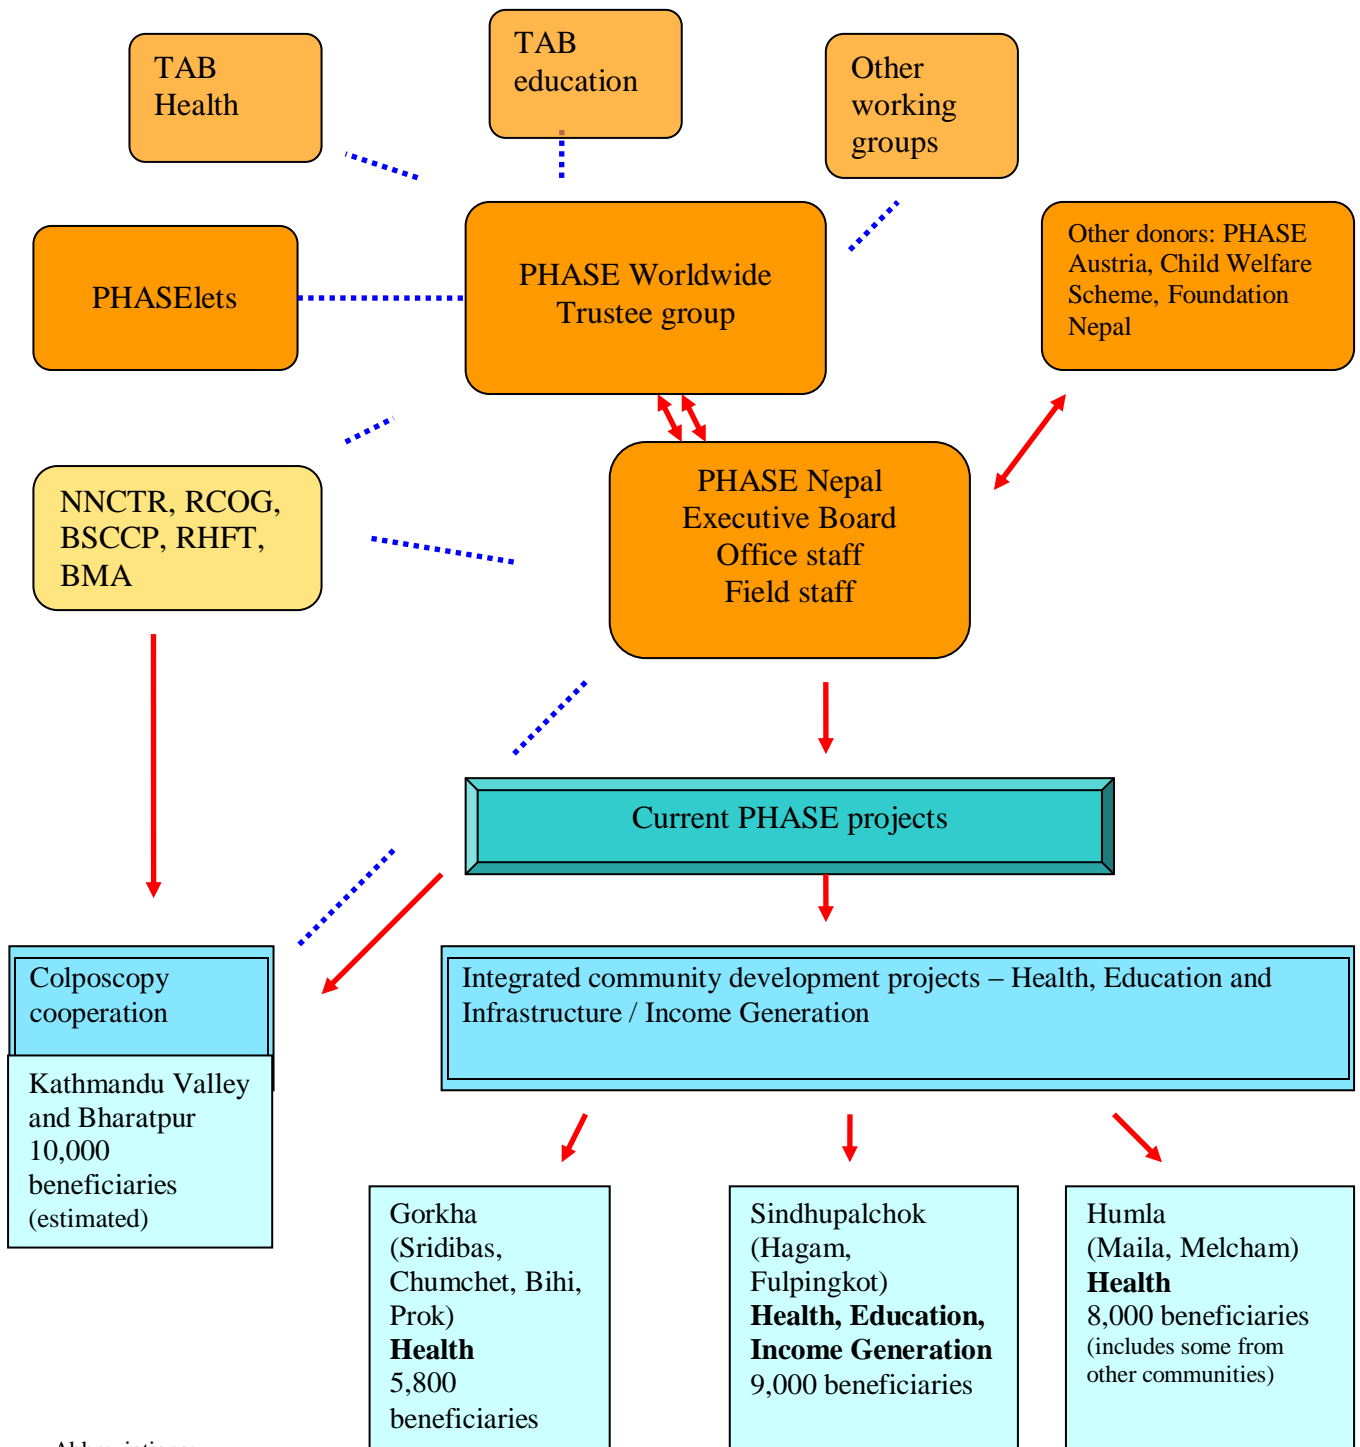 TAB
Health
TAB
education
Other
working
groups
PHASElets
PHASE Worldwide
Trustee group
Other donors: PHASE
Austria, Child Welfare
Scheme, Foundation
Nepal
NNCTR, RCOG,
BSCCP, RHFT,
BMA
PHASE Nepal
Executive Board
Office staff
Field staff
Current PHASE projects
Colposcopy
cooperation
Kathmandu Valley
and Bharatpur
10,000
beneficiaries
(estimated)
Integrated community development projects – Health, Education and
Infrastructure / Income Generation
Gorkha
(Sridibas,
Chumchet, Bihi,
Prok)
Health
5,800
beneficiaries
Sindhupalchok
(Hagam,
Fulpingkot)
Health, Education,
Income Generation
9,000 beneficiaries
Humla
(Maila, Melcham)
Health
8,000 beneficiaries
(includes some from
other communities)